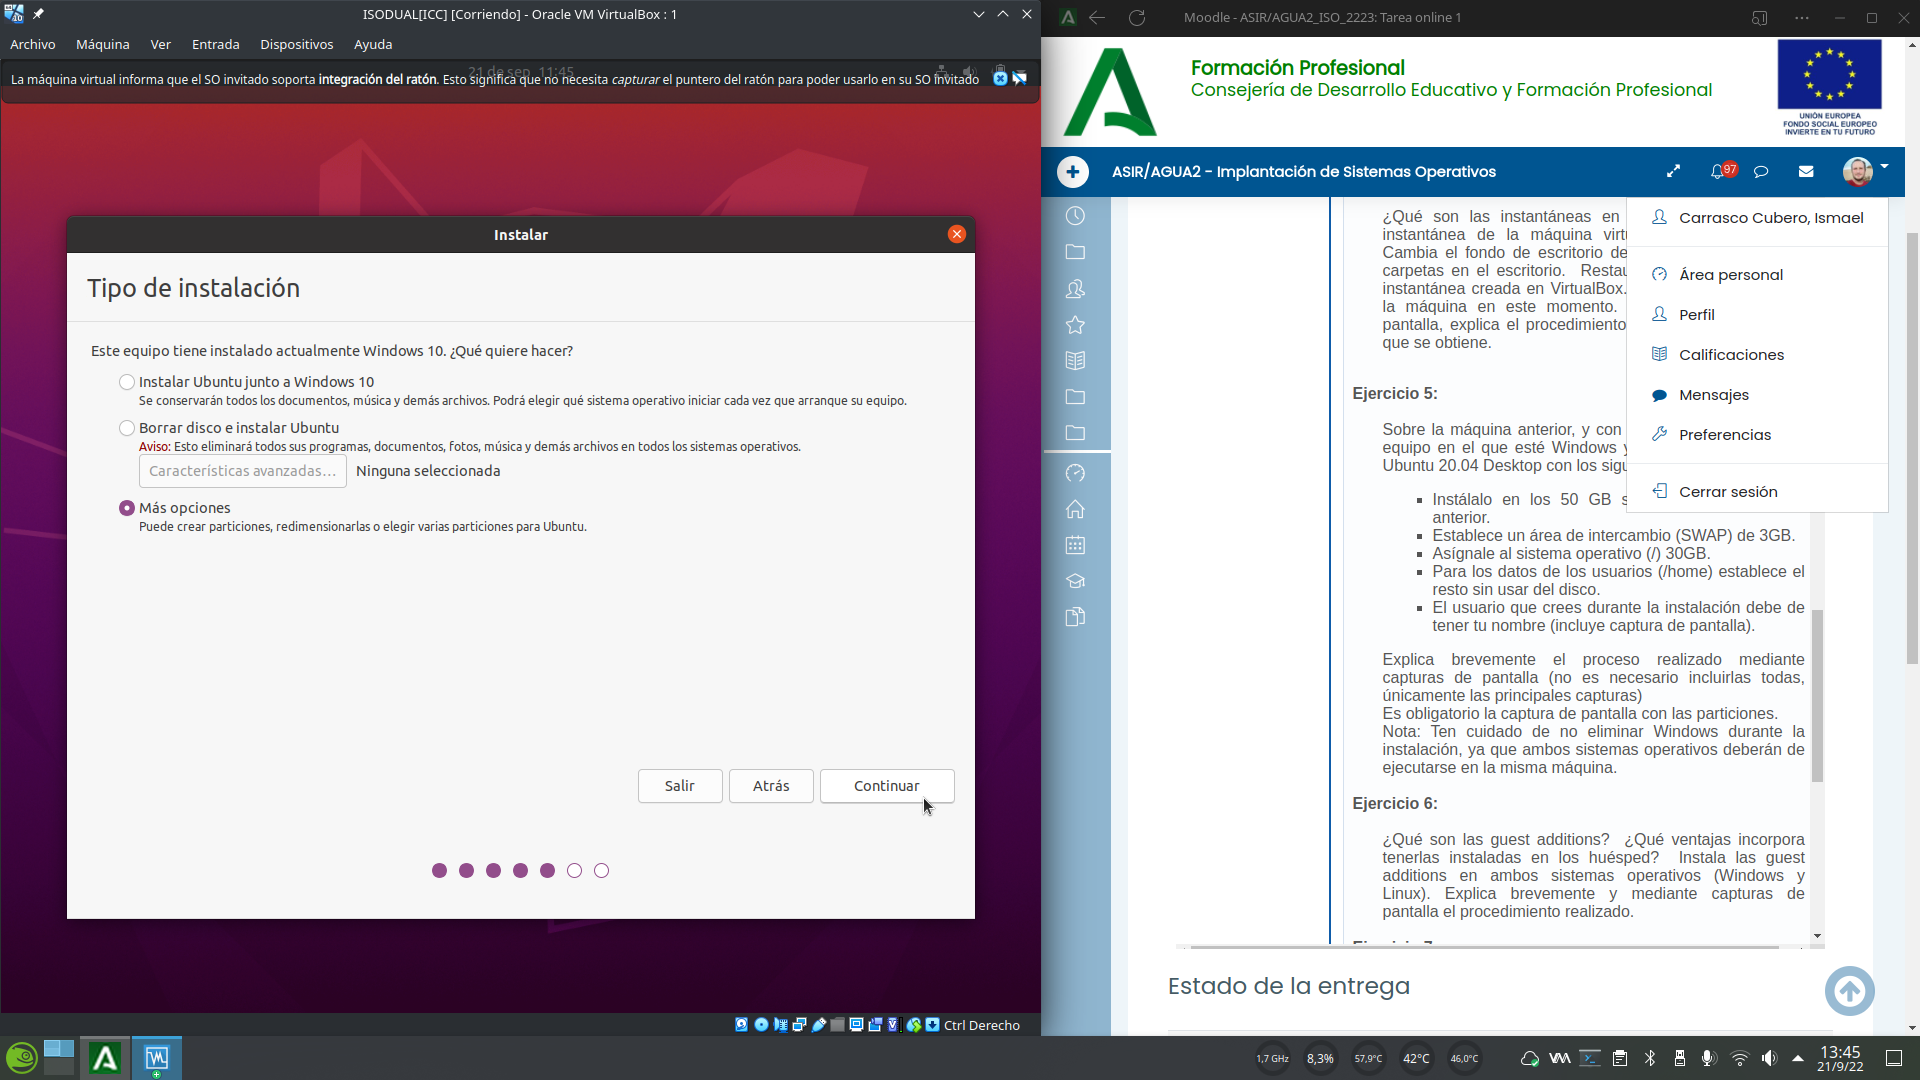 ISODUAL[ICC] [Corriendo] - Oracle VM VirtualBox : 1
Archivo Máquina Ver Entrada Dispositivos Ayuda
21 de sep 11:45
La máquina virtual informa que el SO invitado soporta integración del ratón. Esto significa que no necesita capturar el puntero del ratón para poder usarlo en su SO invitado
Instalar
Tipo de instalación
Este equipo tiene instalado actualmente Windows 10. ¿Qué quiere hacer?
Instalar Ubuntu junto a Windows 10
Se conservarán todos los documentos, música y demás archivos. Podrá elegir qué sistema operativo iniciar cada vez que arranque su equipo.
Borrar disco e instalar Ubuntu
Aviso: Esto eliminará todos sus programas, documentos, fotos, música y demás archivos en todos los sistemas operativos.
Características avanzadas... Ninguna seleccionada
Más opciones
Puede crear particiones, redimensionarlas o elegir varias particiones para Ubuntu.
Salir Atrás Continuar
Ctrl Derecho
Moodle - ASIR/AGUA2_ISO_2223: Tarea online 1
Formación Profesional
Consejería de Desarrollo Educativo y Formación Profesional
UNIÓN EUROPEA
FONDO SOCIAL EUROPEO
INVIERTE EN TU FUTURO
ASIR/AGUA2 - Implantación de Sistemas Operativos
97
Carrasco Cubero, Ismael
Área personal
Perfil
Calificaciones
Mensajes
Preferencias
Cerrar sesión
¿Qué son las instantáneas en
instantánea de la máquina
Cambia el fondo de escritorio de
carpetas en el escritorio.
instantánea creada en VirtualBox.
la máquina en este momento.
pantalla, explica el procedimiento
que se obtiene.
Ejercicio 5:
Sobre la máquina anterior, y con
equipo en el que esté Windows y
Ubuntu 20.04 Desktop con los
Instálalo en los 50 GB
anterior.
Establece un área de intercambio (SWAP) de 3GB.
Asígnale al sistema operativo (/) 30GB.
Para los datos de los usuarios (/home) establece el
resto sin usar del disco.
El usuario que crees durante la instalación debe de
tener tu nombre (incluye captura de pantalla).
Explica brevemente el proceso realizado mediante
capturas de pantalla (no es necesario incluirlas todas,
únicamente las principales capturas)
Es obligatorio la captura de pantalla con las particiones.
Nota: Ten cuidado de no eliminar Windows durante la
instalación, ya que ambos sistemas operativos deberán de
ejecutarse en la misma máquina.
Ejercicio 6:
¿Qué son las guest additions? ¿Qué ventajas incorpora
tenerlas instaladas en los huésped? Instala las guest
additions en ambos sistemas operativos (Windows y
Linux). Explica brevemente y mediante capturas de
pantalla el procedimiento realizado.
Estado de la entrega
1,7 GHz 8,3% 57,9°C 42°C 46,0°C
13:45
21/9/22